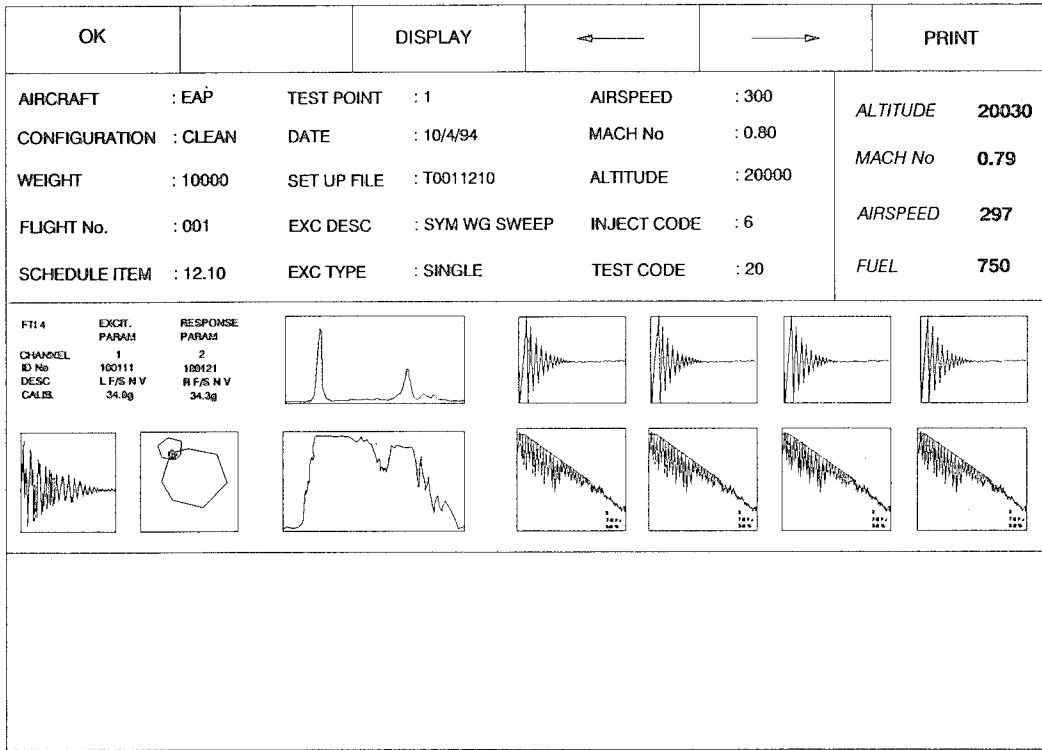 OK DISPLAY PRINT
AIRCRAFT : EAP TEST POINT : 1 AIRSPEED : 300
CONFIGURATION : CLEAN DATE : 10/4/94 MACH No : 0.80
WEIGHT : 10000 SET UP FILE : T0011210 ALTITUDE : 20000
FLIGHT No. : 001 EXC DESC : SYM WG SWEEP INJECT CODE : 6
SCHEDULE ITEM : 12.10 EXC TYPE : SINGLE TEST CODE : 20
ALTITUDE 20030
MACH No 0.79
AIRSPEED 297
FUEL 750
FTI 4 EXCIT. PARAM RESPONSE PARAM
CHANNEL 1 2
ID No 100111 100121
DESC L F/S N V R F/S N V
CALIB. 34.0g 34.3g